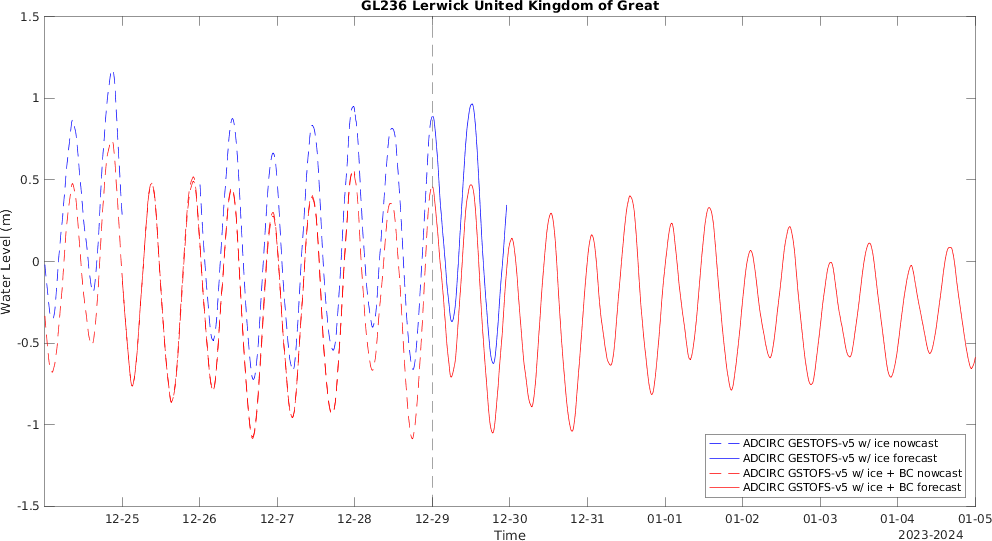 GL236 Lerwick United Kingdom of Great
1.5
1
0.5
0
-0.5
-1
-1.5
Water Level (m)
ADCIRC GESTOFS-v5 w/ ice nowcast
ADCIRC GESTOFS-v5 w/ ice forecast
ADCIRC GSTOFS-v5 w/ ice + BC nowcast
ADCIRC GSTOFS-v5 w/ ice + BC forecast
12-25 12-26 12-27 12-28 12-29 12-30 12-31 01-01 01-02 01-03 01-04 01-05
Time
2023-2024